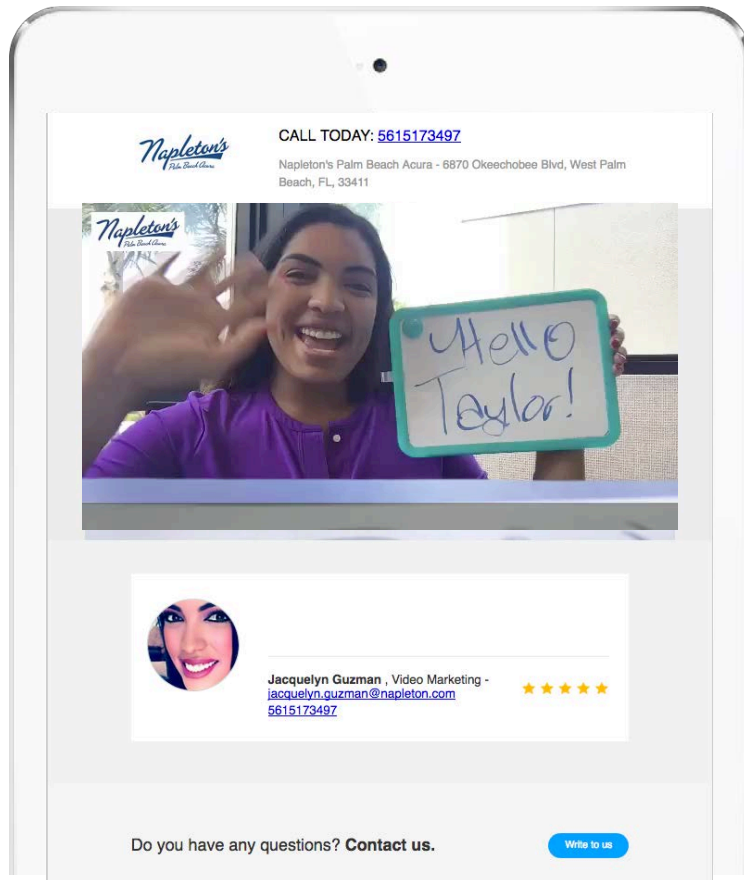 Napleton's
Palm Beach Acura
CALL TODAY: 5615173497
Napleton's Palm Beach Acura - 6870 Okeechobee Blvd, West Palm
Beach, FL, 33411
Napleton's
Palm Beach Acura
Hello
Taylor!
Jacquelyn Guzman , Video Marketing -
jacquelyn.guzman@napleton.com
5615173497
Do you have any questions? Contact us.
Write to us